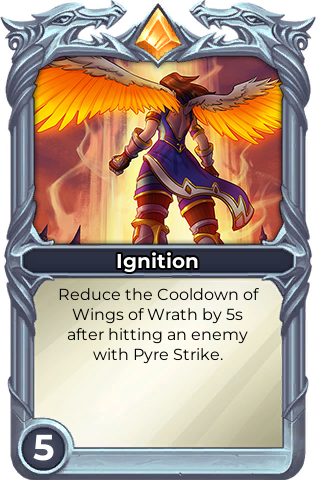 Ignition
Reduce the Cooldown of
Wings of Wrath by 5s
after hitting an enemy
with Pyre Strike.
5